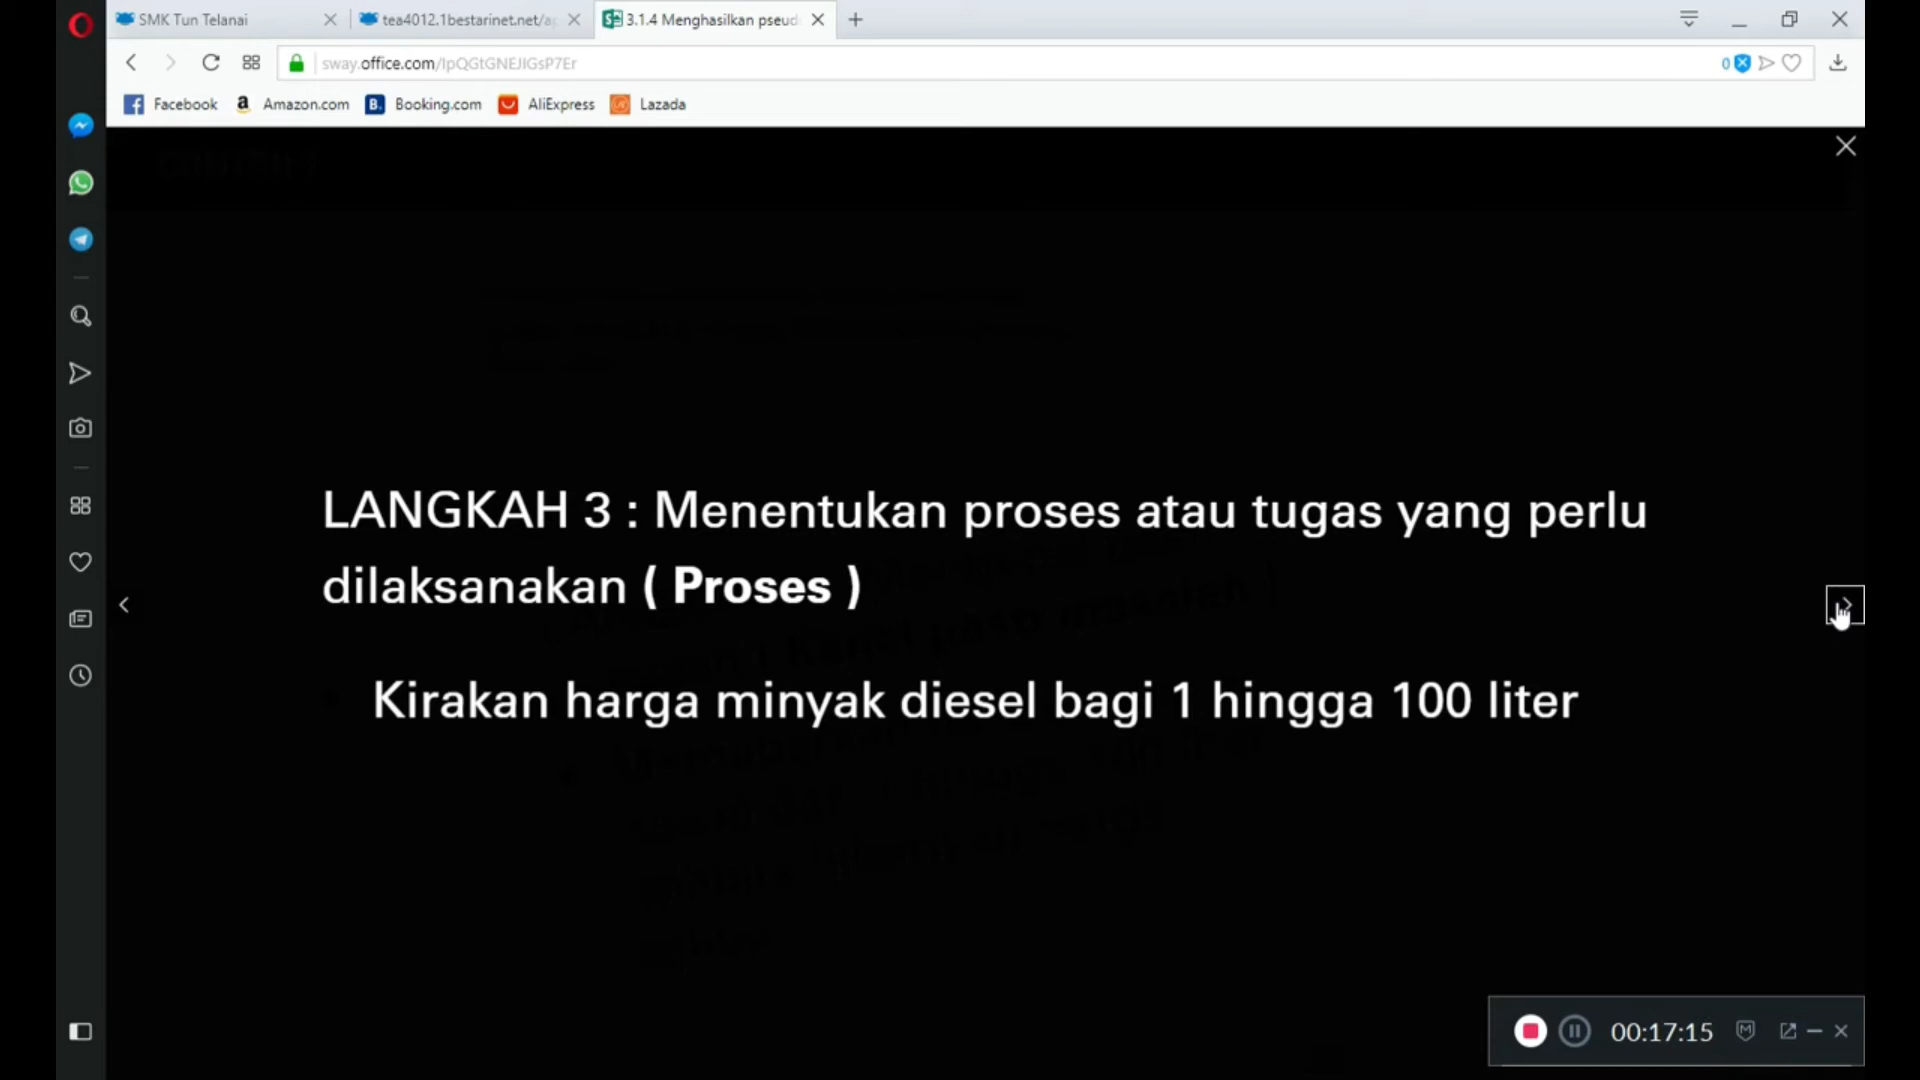 SMK Tun Telanai
tea4012.1bestarinet.net/a
3.1.4 Menghasilkan pseud
sway.office.com/IpQGtGNEJIGsP7Er
0
Facebook
a Amazon.com
B. Booking.com
AliExpress
Lazada
LANGKAH 3 : Menentukan proses atau tugas yang perlu
dilaksanakan ( Proses )
Kirakan harga minyak diesel bagi 1 hingga 100 liter
00:17:15